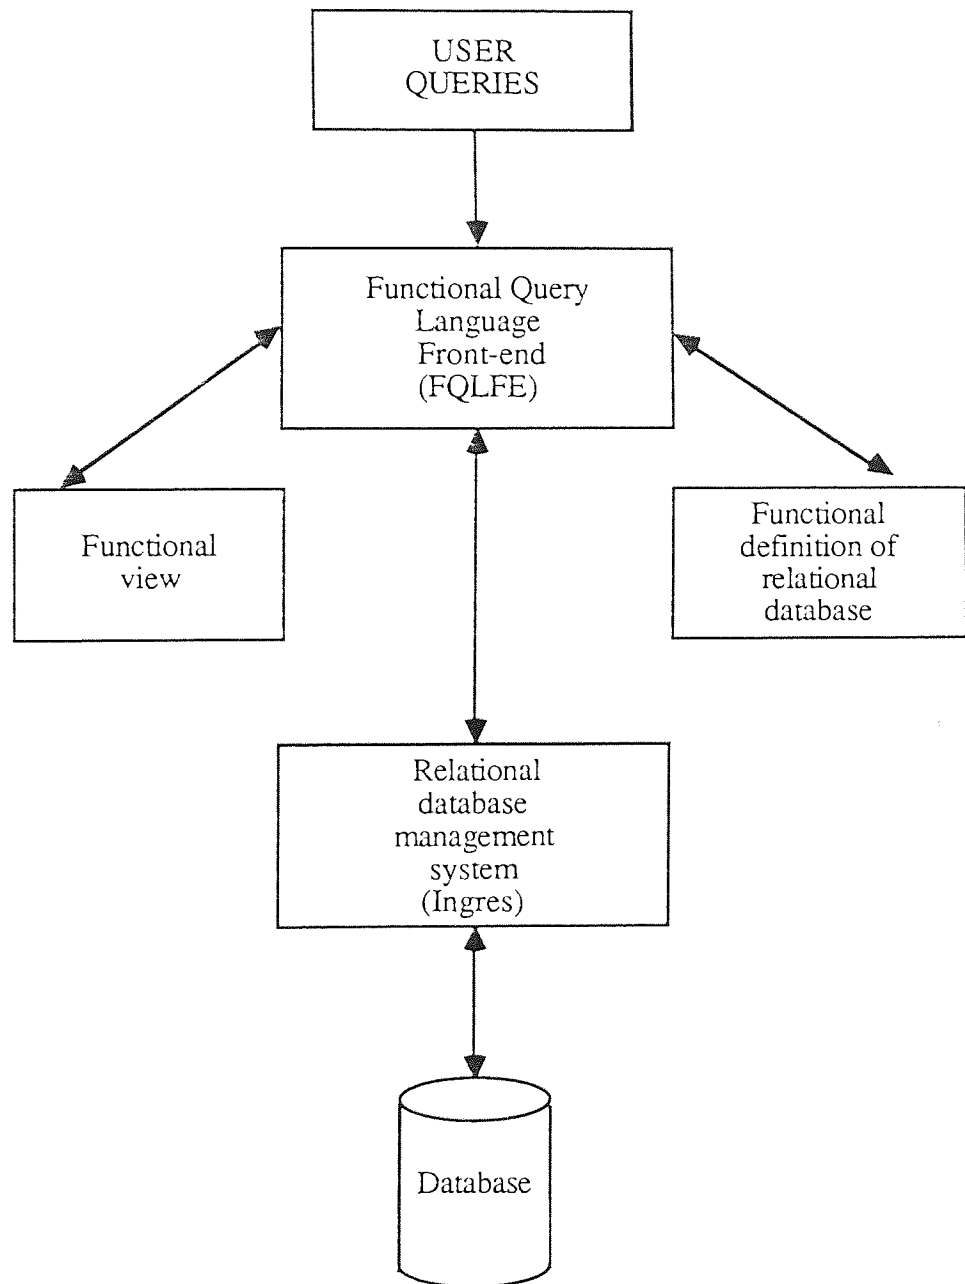 USER
QUERIES
Functional Query
Language
Front-end
(FQLFE)
Functional
view
Functional
definition of
relational
database
Relational
database
management
system
(Ingres)
Database